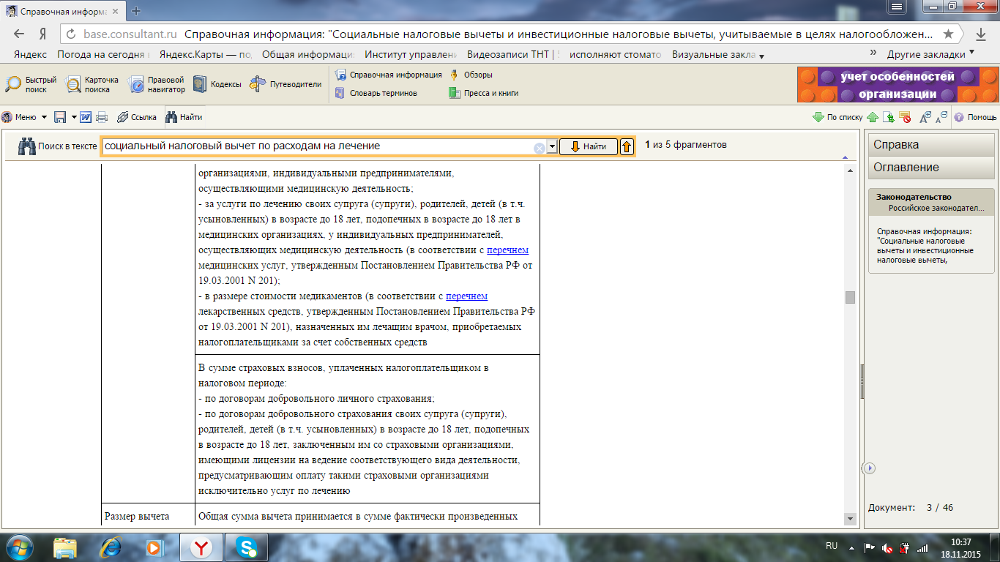 Справочная информа
base.consultant.ru Справочная информация: "Социальные налоговые вычеты и инвестиционные налоговые вычеты, учитываемые в целях налогообложен...
Яндекс Погода на сегодня Яндекс.Карты — по Общая информаци Институт управлени Видеозаписи ТНТ | исполняют стомато Визуальные закла » Другие закладки
Быстрый поиск
Карточка поиска
Правовой навигатор
Кодексы
Путеводители
Справочная информация
Обзоры
Словарь терминов
Пресса и книги
учет особенностей
организации
Меню
Ссылка
Найти
По списку
Помощь
Поиск в тексте социальный налоговый вычет по расходам на лечение Найти 1 из 5 фрагментов
организациями, индивидуальными предпринимателями,
осуществляющими медицинскую деятельность;
- за услуги по лечению своих супруга (супруги), родителей, детей (в т.ч.
усыновленных) в возрасте до 18 лет, подопечных в возрасте до 18 лет в
медицинских организациях, у индивидуальных предпринимателей,
осуществляющих медицинскую деятельность (в соответствии с перечнем
медицинских услуг, утвержденным Постановлением Правительства РФ от
19.03.2001 N 201);
- в размере стоимости медикаментов (в соответствии с перечнем
лекарственных средств, утвержденным Постановлением Правительства РФ
от 19.03.2001 N 201), назначенных им лечащим врачом, приобретаемых
налогоплательщиками за счет собственных средств
В сумме страховых взносов, уплаченных налогоплательщиком в
налоговом периоде:
- по договорам добровольного личного страхования;
- по договорам добровольного страхования своих супруга (супруги),
родителей, детей (в т.ч. усыновленных) в возрасте до 18 лет, подопечных
в возрасте до 18 лет, заключенным им со страховыми организациями,
имеющими лицензии на ведение соответствующего вида деятельности,
предусматривающим оплату такими страховыми организациями
исключительно услуг по лечению
Размер вычета Общая сумма вычета принимается в сумме фактически произведенных
Справка
Оглавление
Законодательство
Российское законодател...
Справочная информация:
"Социальные налоговые
вычеты и инвестиционные
налоговые вычеты,
Документ: 3 / 46
RU
10:37
18.11.2015